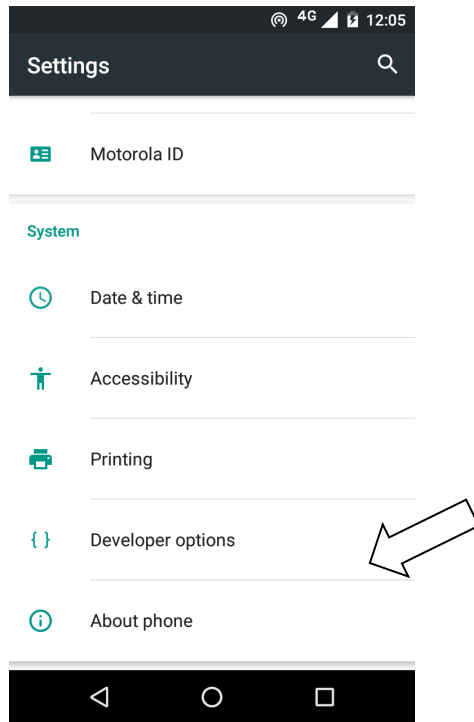 4G 12:05
Settings
Motorola ID
System
Date & time
Accessibility
Printing
{ } Developer options
About phone